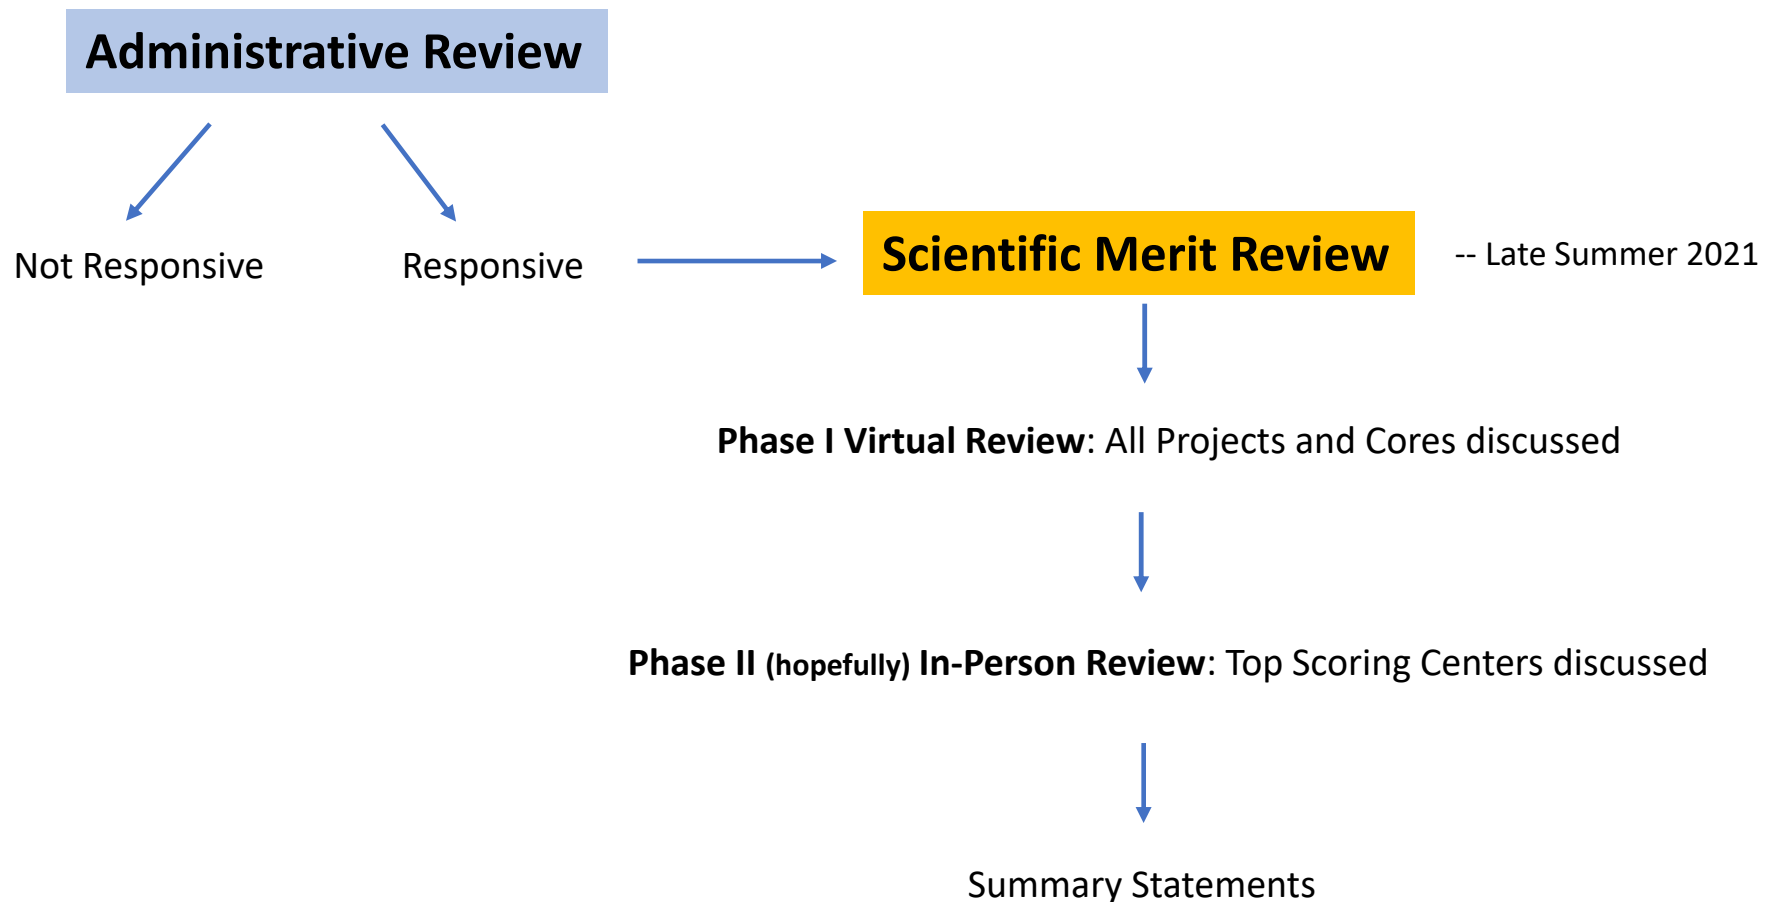 Administrative Review
Not Responsive
Responsive
Scientific Merit Review
-- Late Summer 2021
Phase I Virtual Review: All Projects and Cores discussed
Phase II (hopefully) In-Person Review: Top Scoring Centers discussed
Summary Statements